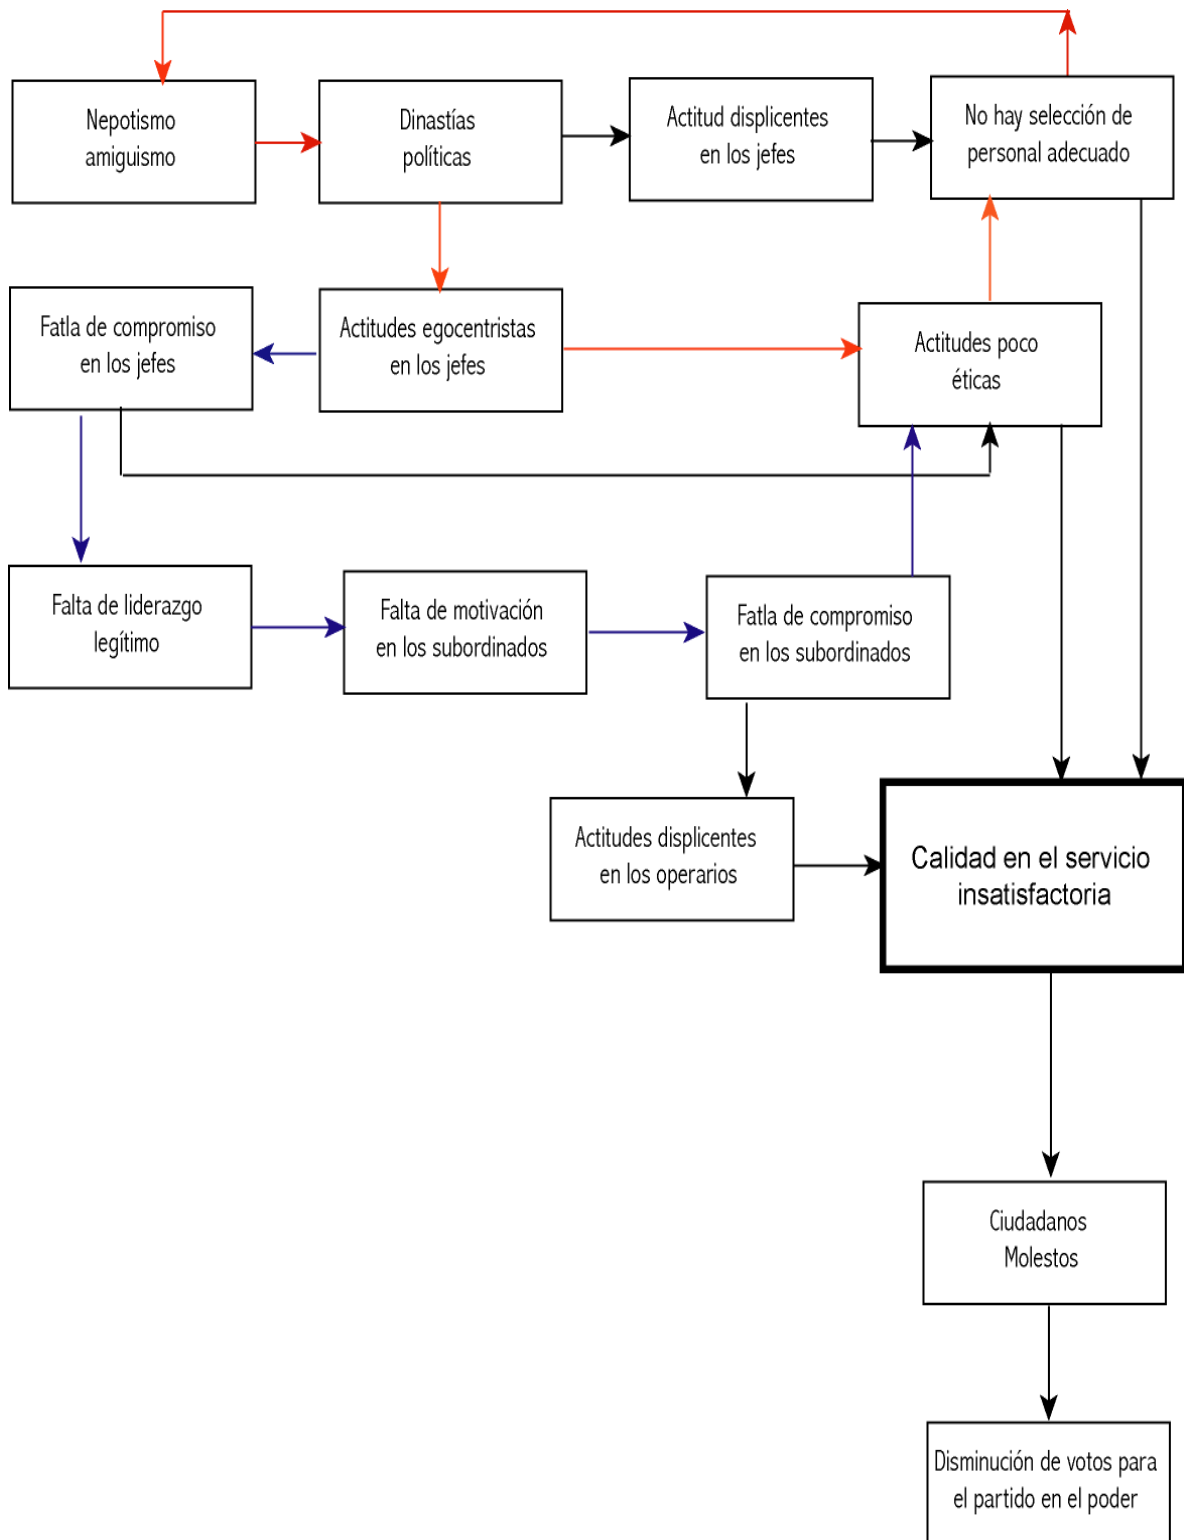 Nepotismo
amiguismo
Dinastías
políticas
Actitud displicentes
en los jefes
No hay selección de
personal adecuado
Fatla de compromiso
en los jefes
Actitudes egocentristas
en los jefes
Actitudes poco
éticas
Falta de liderazgo
legítimo
Falta de motivación
en los subordinados
Fatla de compromiso
en los subordinados
Actitudes displicentes
en los operarios
Calidad en el servicio
insatisfactoria
Ciudadanos
Molestos
Disminución de votos para
el partido en el poder